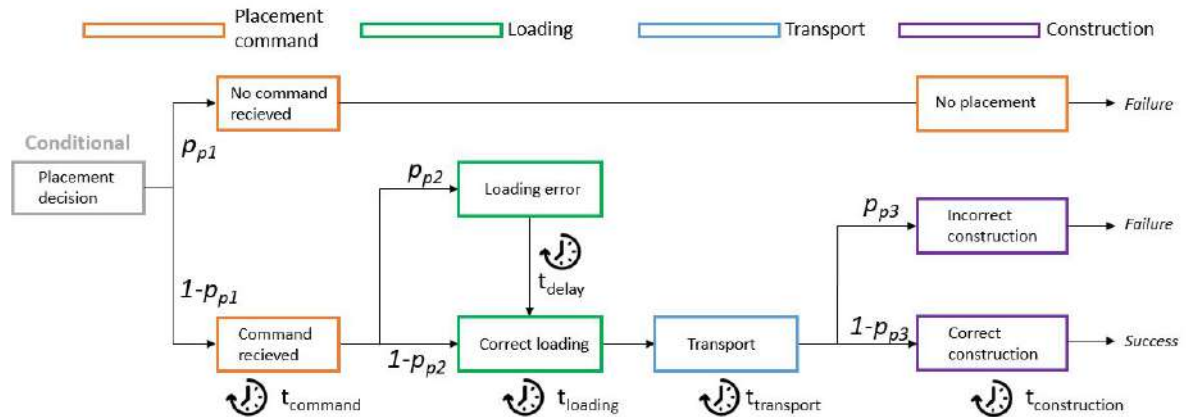 Placement
command
Loading
Transport
Construction
No command
recieved
No placement
Failure
Conditional
Placement
decision
p_p1
p_p2
Loading error
p_p3
Incorrect
construction
Failure
t_delay
1-p_p1
Command
recieved
1-p_p2
Correct loading
Transport
1-p_p3
Correct
construction
Success
t_command
t_loading
t_transport
t_construction